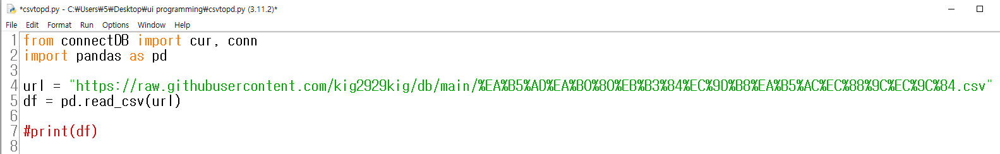 *csvtopd.py - C:₩Users₩5₩Desktop₩ui programming₩csvtopd.py (3.11.2)*
File Edit Format Run Options Window Help
1 from connectDB import cur, conn
2 import pandas as pd
3
4 url = "https://raw.githubusercontent.com/kig2929kig/db/main/%EA%B5%AD%EA%B0%80%EB%B3%84%EC%9D%B8%EA%B5%AC%EC%88%9C%EC%9C%84.csv"
5 df = pd.read_csv(url)
6
7 #print(df)
8